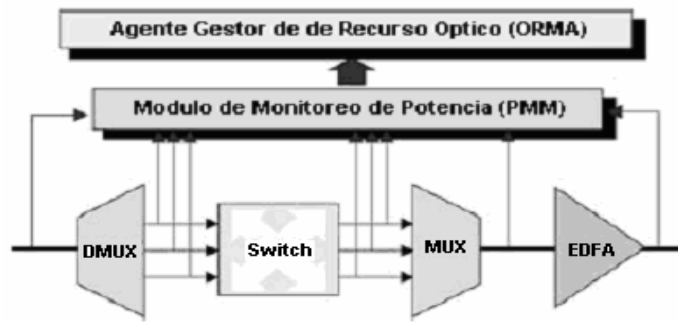 Agente Gestor de de Recurso Optico (ORMA)
Modulo de Monitoreo de Potencia (PMM)
DMUX
Switch
MUX
EDFA